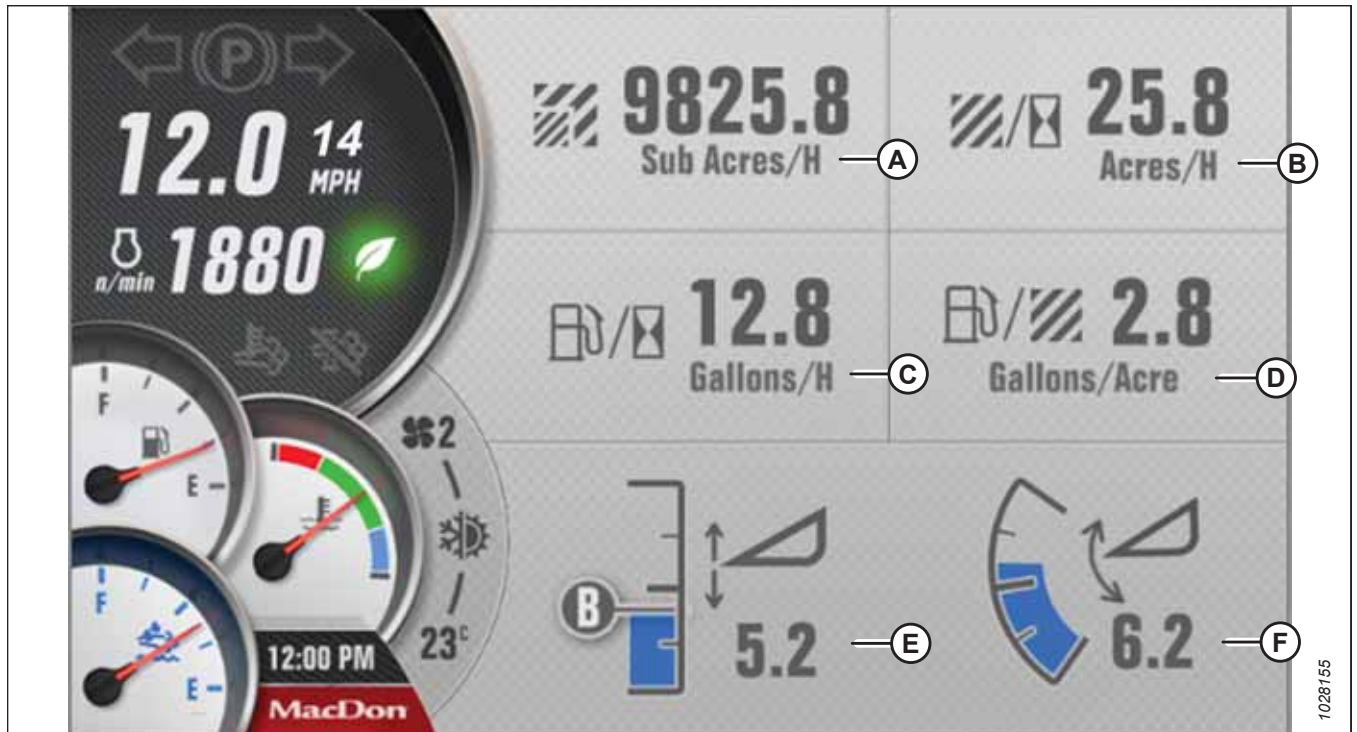 P
12.0 14 MPH
n/min 1880
F
E
F
E
2
23°C
12:00 PM
MacDon
9825.8
Sub Acres/H
A
25.8
Acres/H
B
12.8
Gallons/H
C
2.8
Gallons/Acre
D
B
5.2
E
6.2
F
1028155